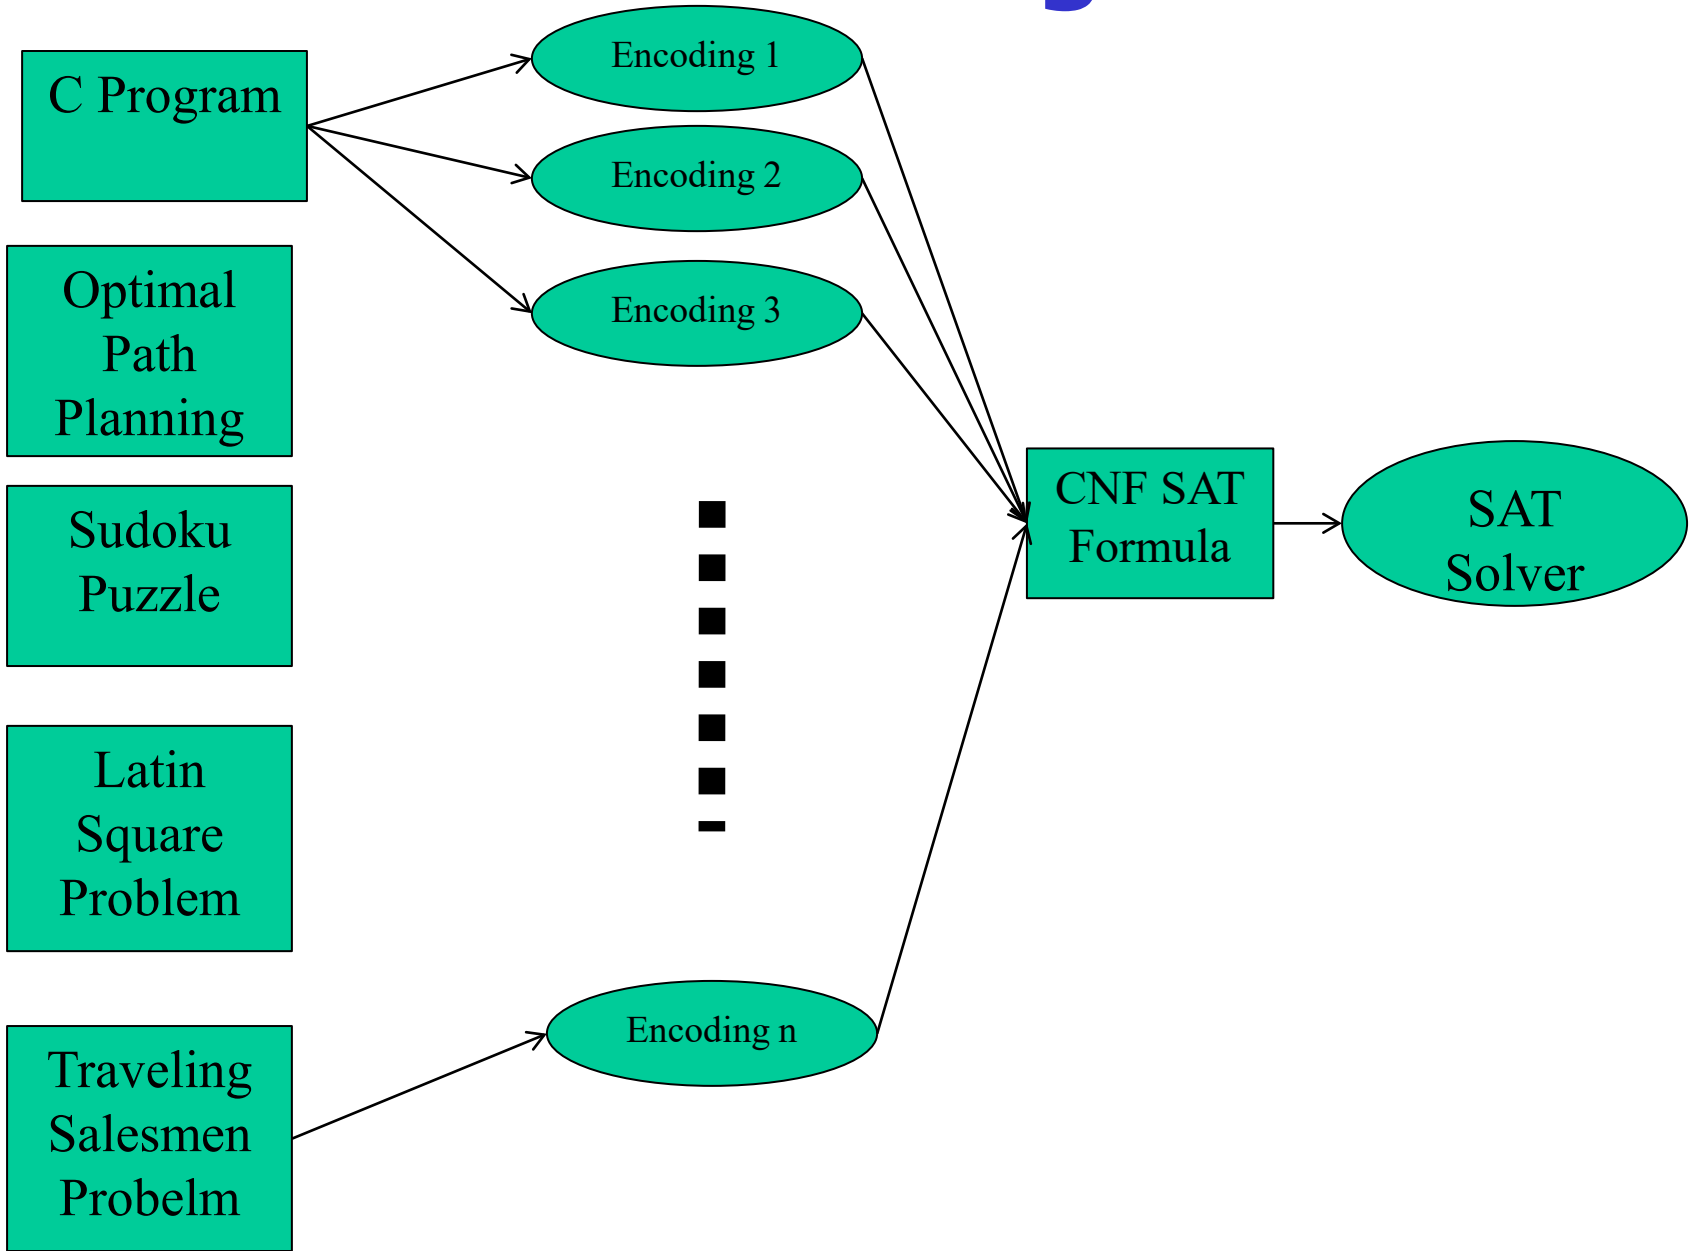 C Program
Encoding 1
Encoding 2
Encoding 3
Optimal
Path
Planning
Sudoku
Puzzle
CNF SAT
Formula
SAT
Solver
Latin
Square
Problem
Encoding n
Traveling
Salesmen
Probelm